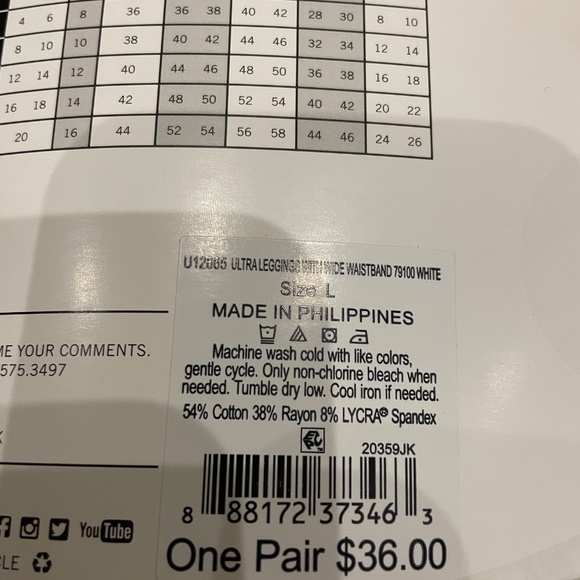 4 6 8 36 36 38 40 42 28 30 8 10
8 10 10 38 40 42 44 46 32 34 12 14
12 14 12 40 44 46 48 50 36 38 16 18
16 18 14 42 48 50 52 54 40 42 20 22
20 16 44 52 54 56 58 44 46 24 26
U12085 ULTRA LEGGINGS WITH WIDE WAISTBAND 79100 WHITE
Size L
MADE IN PHILIPPINES
Machine wash cold with like colors,
gentle cycle. Only non-chlorine bleach when
needed. Tumble dry low. Cool iron if needed.
54% Cotton 38% Rayon 8% LYCRA® Spandex
20359JK
8 88172 37346 3
One Pair $36.00
YOUR COMMENTS.
575.3497
YouTube